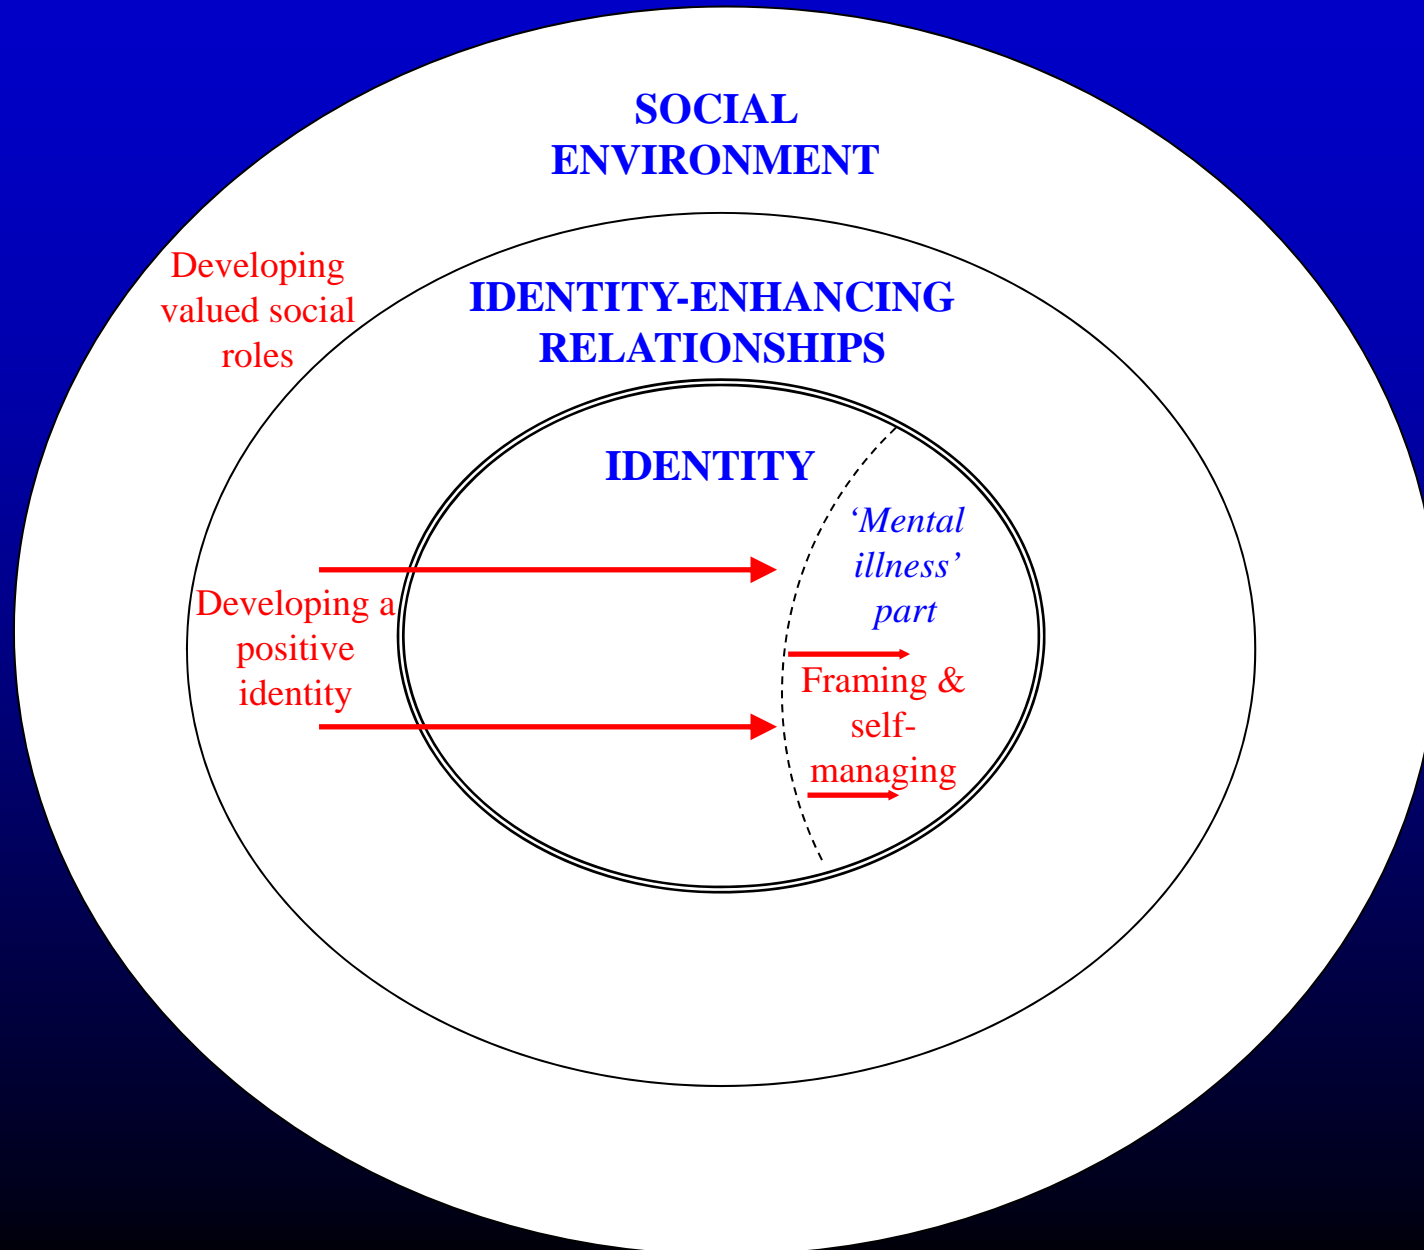 SOCIAL
ENVIRONMENT
Developing
valued social
roles
IDENTITY-ENHANCING
RELATIONSHIPS
IDENTITY
‘Mental
illness’
part
Developing a
positive
identity
Framing &
self-
managing